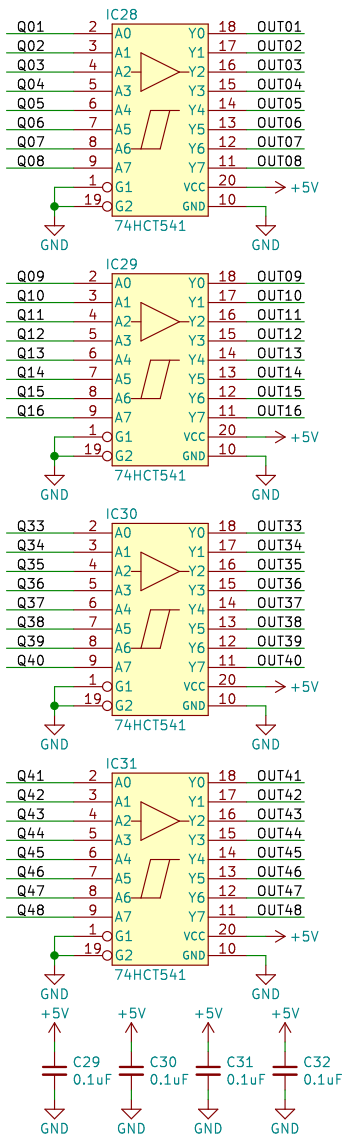 IC28
Q01 2 A0 Y0 18 OUT01
Q02 3 A1 Y1 17 OUT02
Q03 4 A2 Y2 16 OUT03
Q04 5 A3 Y3 15 OUT04
Q05 6 A4 Y4 14 OUT05
Q06 7 A5 Y5 13 OUT06
Q07 8 A6 Y6 12 OUT07
Q08 9 A7 Y7 11 OUT08
1 G1 VCC 20 +5V
19 G2 GND 10
74HCT541
GND GND
IC29
Q09 2 A0 Y0 18 OUT09
Q10 3 A1 Y1 17 OUT10
Q11 4 A2 Y2 16 OUT11
Q12 5 A3 Y3 15 OUT12
Q13 6 A4 Y4 14 OUT13
Q14 7 A5 Y5 13 OUT14
Q15 8 A6 Y6 12 OUT15
Q16 9 A7 Y7 11 OUT16
1 G1 VCC 20 +5V
19 G2 GND 10
74HCT541
GND GND
IC30
Q33 2 A0 Y0 18 OUT33
Q34 3 A1 Y1 17 OUT34
Q35 4 A2 Y2 16 OUT35
Q36 5 A3 Y3 15 OUT36
Q37 6 A4 Y4 14 OUT37
Q38 7 A5 Y5 13 OUT38
Q39 8 A6 Y6 12 OUT39
Q40 9 A7 Y7 11 OUT40
1 G1 VCC 20 +5V
19 G2 GND 10
74HCT541
GND GND
IC31
Q41 2 A0 Y0 18 OUT41
Q42 3 A1 Y1 17 OUT42
Q43 4 A2 Y2 16 OUT43
Q44 5 A3 Y3 15 OUT44
Q45 6 A4 Y4 14 OUT45
Q46 7 A5 Y5 13 OUT46
Q47 8 A6 Y6 12 OUT47
Q48 9 A7 Y7 11 OUT48
1 G1 VCC 20 +5V
19 G2 GND 10
74HCT541
GND GND
+5V +5V +5V +5V
C29 C30 C31 C32
0.1uF 0.1uF 0.1uF 0.1uF
GND GND GND GND